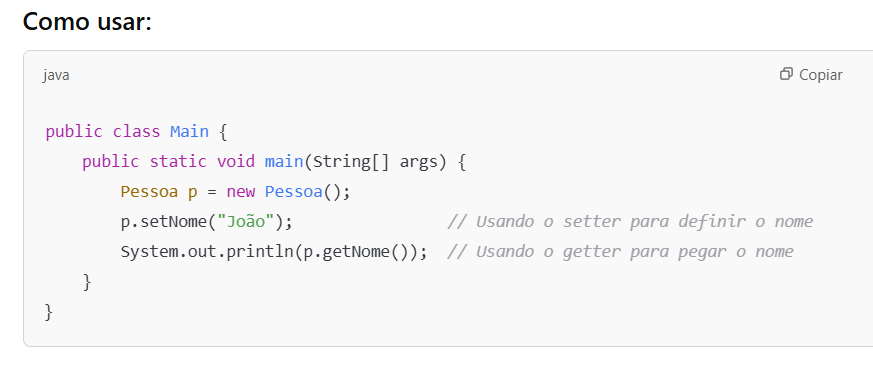 Como usar:
java
Copiar
public class Main {
    public static void main(String[] args) {
        Pessoa p = new Pessoa();
        p.setNome("João");                // Usando o setter para definir o nome
        System.out.println(p.getNome());  // Usando o getter para pegar o nome
    }
}